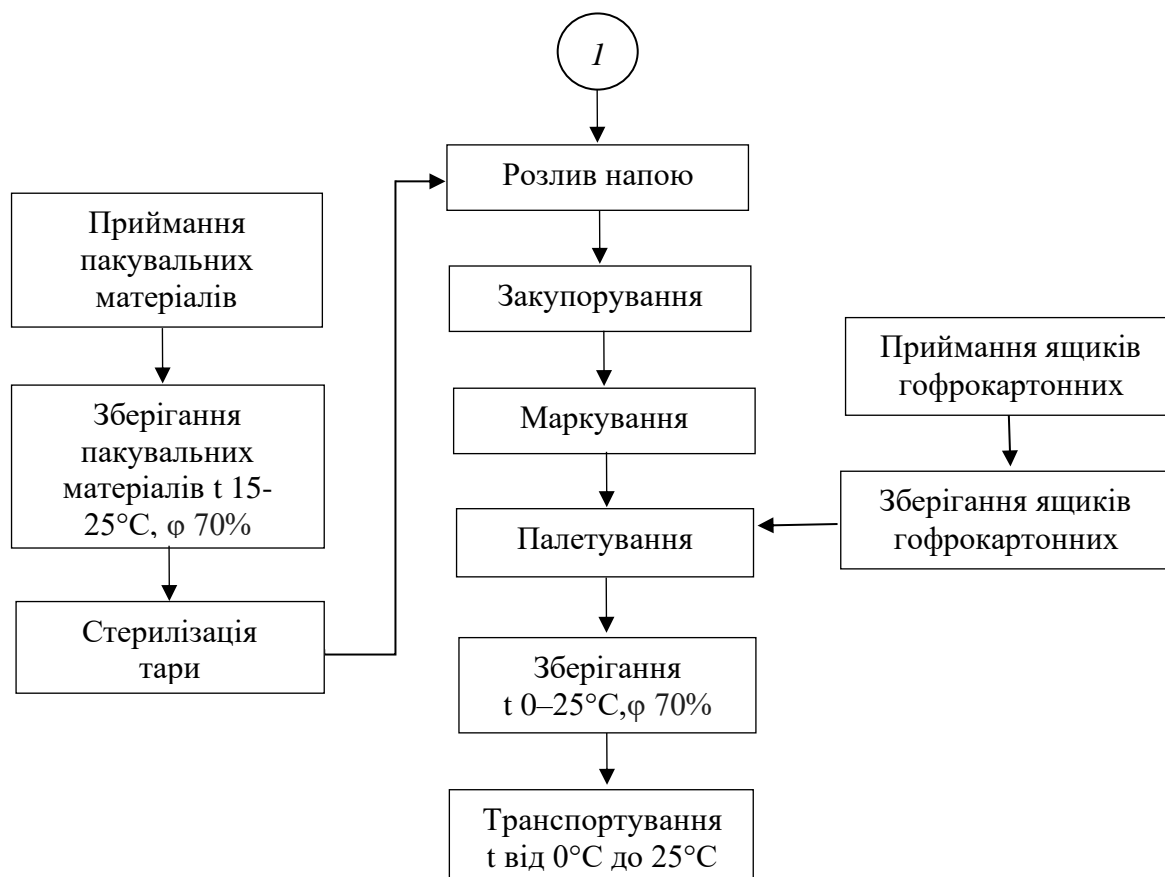 1
Розлив напою
Приймання
пакувальних
матеріалів
Закупорування
Приймання ящиків
гофрокартонних
Зберігання
пакувальних
матеріалів t 15-
25°C, φ 70%
Маркування
Зберігання ящиків
гофрокартонних
Палетування
Стерилізація
тари
Зберігання
t 0–25°C,φ 70%
Транспортування
t від 0°C до 25°C